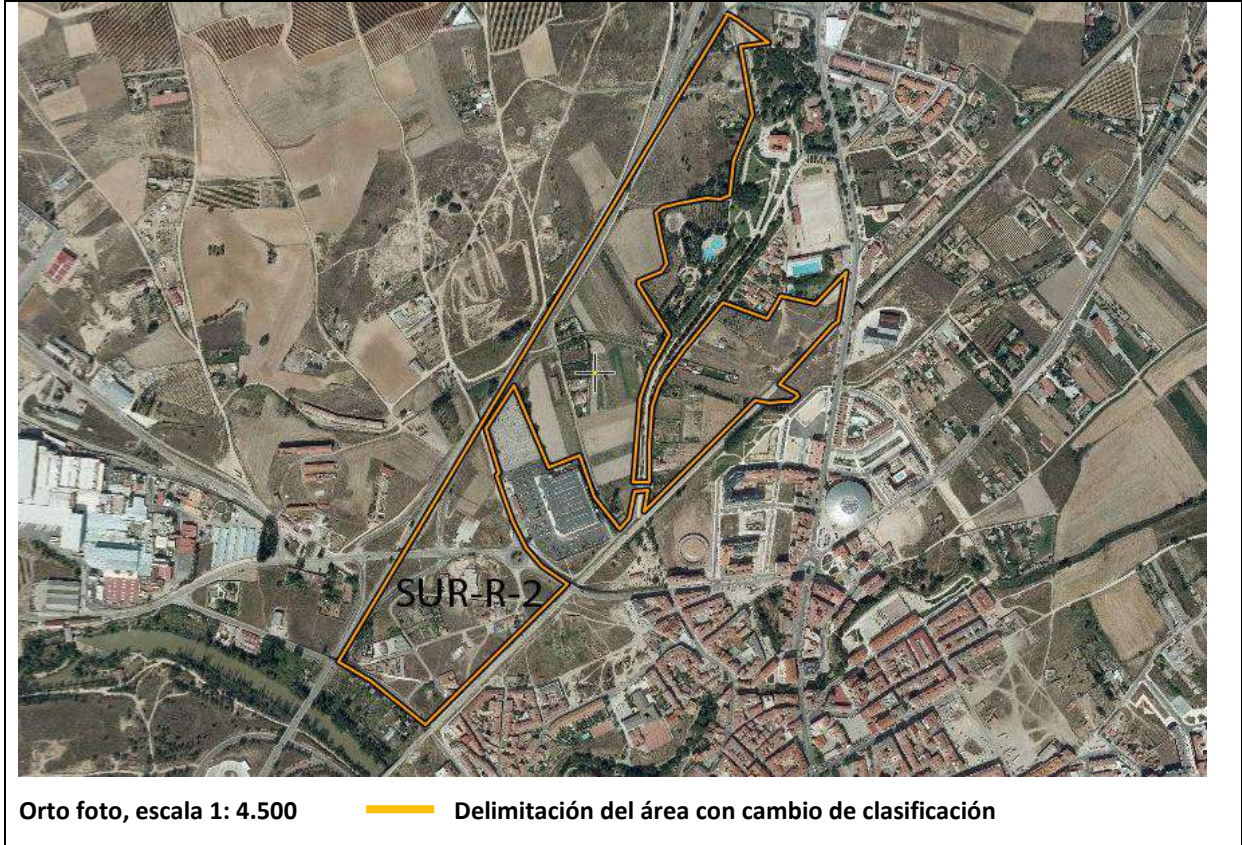 SUR-R-2
Orto foto, escala 1: 4.500 Delimitación del área con cambio de clasificación